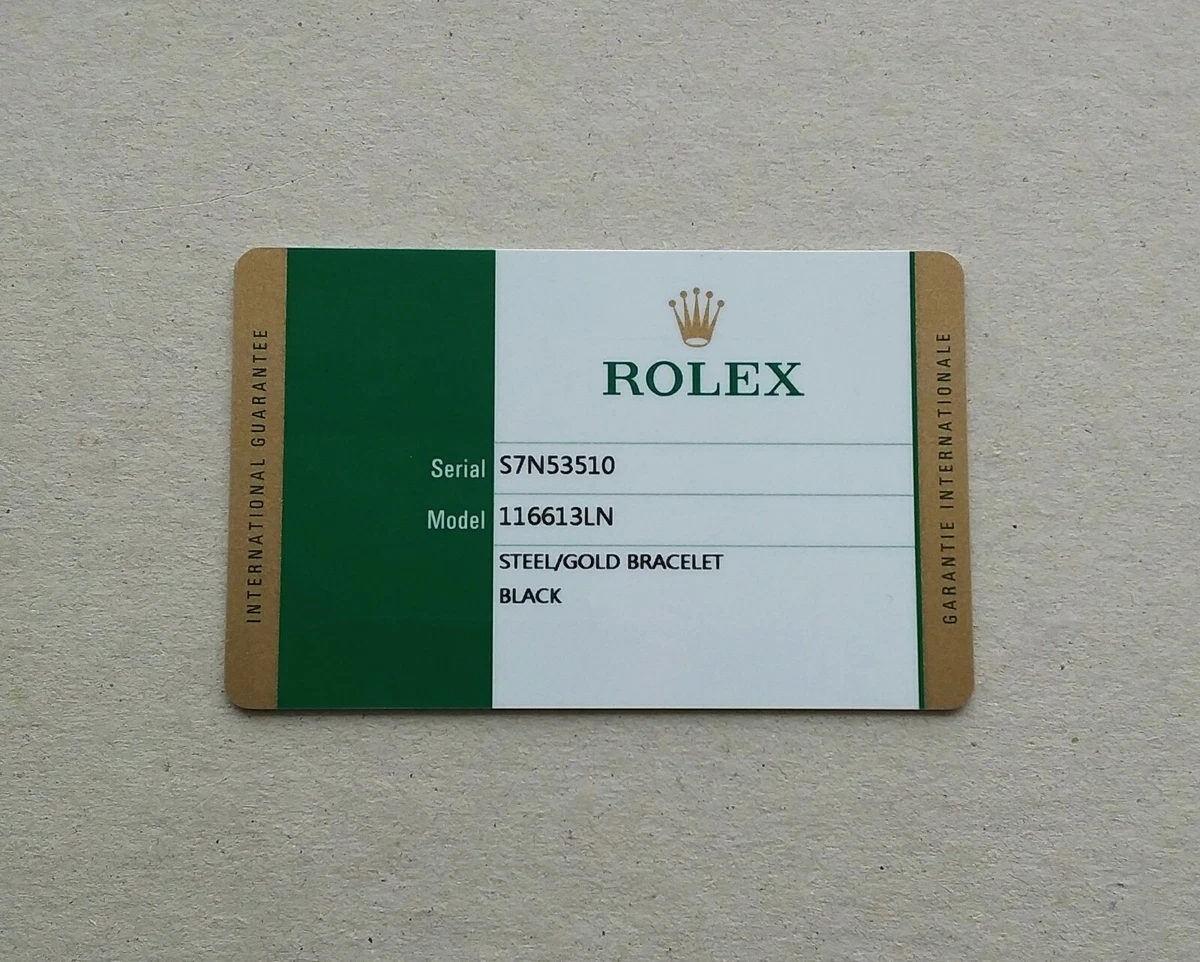 INTERNATIONAL GUARANTEE
ROLEX
Serial S7N53510
Model 116613LN
STEEL/GOLD BRACELET
BLACK
GARANTIE INTERNATIONALE